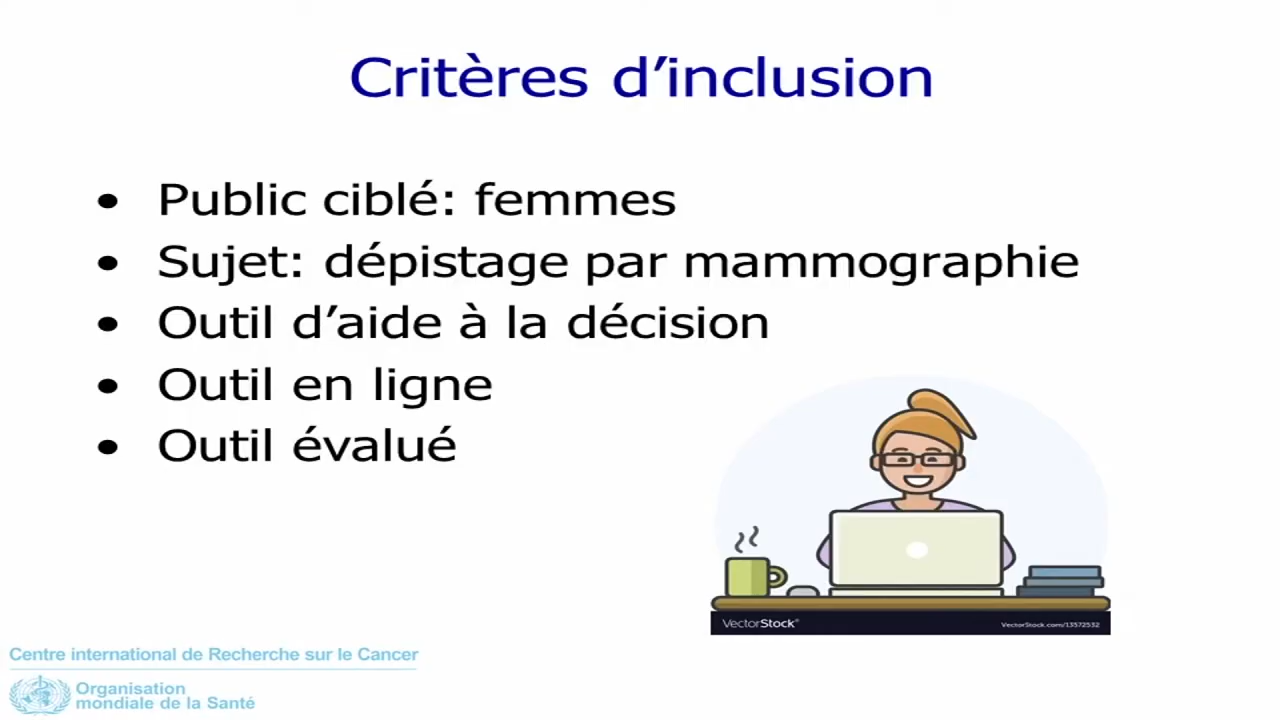 Critères d’inclusion
• Public ciblé: femmes
• Sujet: dépistage par mammographie
• Outil d’aide à la décision
• Outil en ligne
• Outil évalué
VectorStock®
VectorStock.com/13572532
Centre international de Recherche sur le Cancer
Organisation
mondiale de la Santé